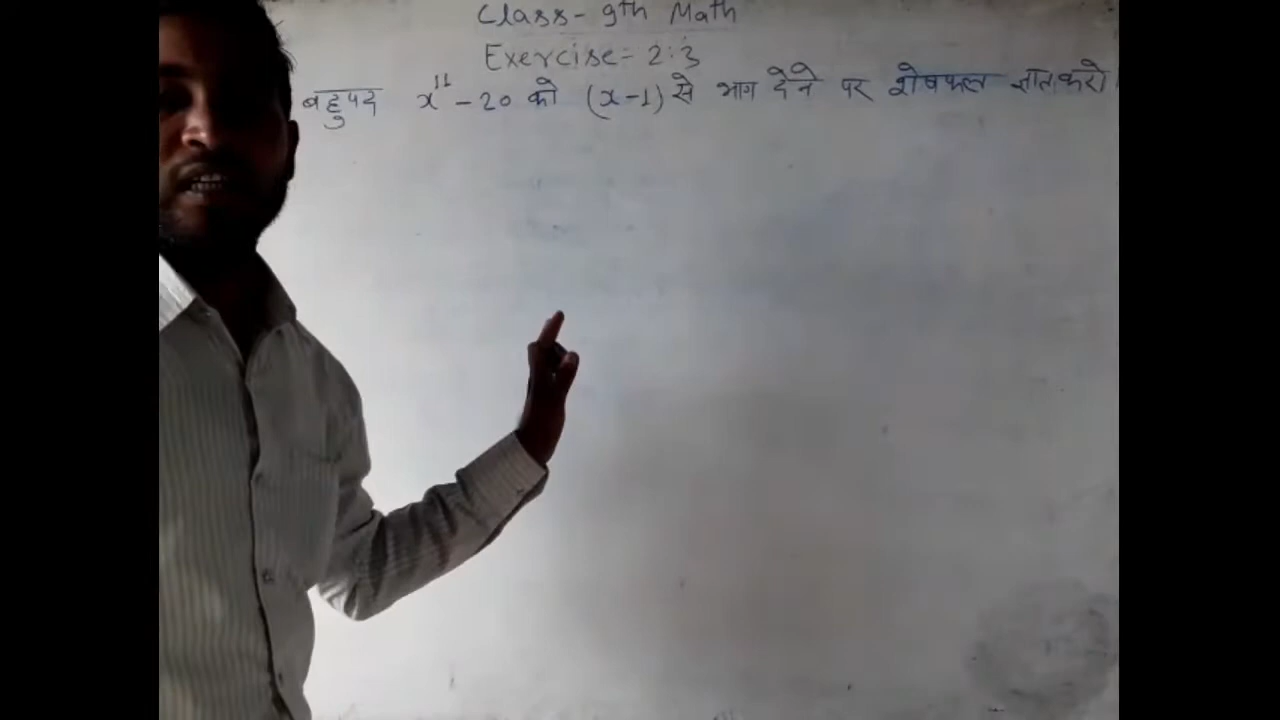 Class- 9th Math
Exercise- 2:3
बहुपद x¹¹ - 20 को (x-1) से भाग देने पर शेषफल ज्ञात करो।